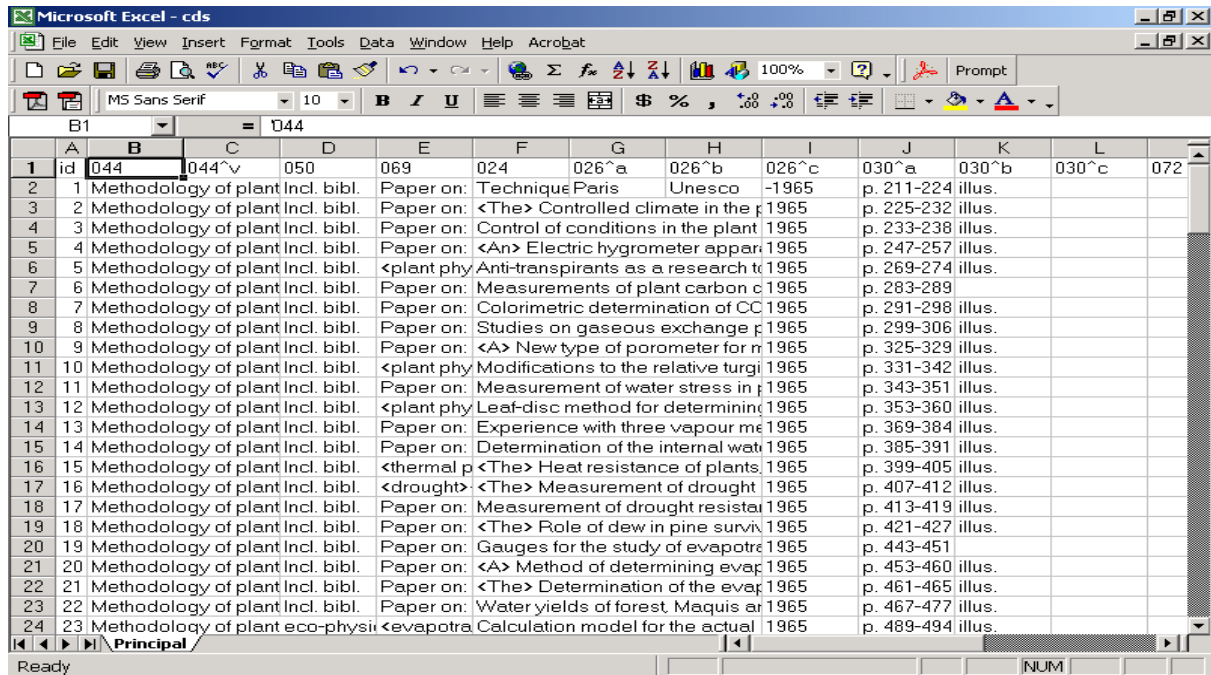 Microsoft Excel - cds
File Edit View Insert Format Tools Data Window Help Acrobat
ABC Σ fx 100% Prompt
MS Sans Serif 10 B I U $ % ,
B1 = '044
A B C D E F G H I J K L
1 id 044 044^v 050 069 024 026^a 026^b 026^c 030^a 030^b 030^c 072
2 1 Methodology of plant Incl. bibl. Paper on: Technique Paris Unesco -1965 p. 211-224 illus.
3 2 Methodology of plant Incl. bibl. Paper on: <The> Controlled climate in the p 1965 p. 225-232 illus.
4 3 Methodology of plant Incl. bibl. Paper on: Control of conditions in the plant 1965 p. 233-238 illus.
5 4 Methodology of plant Incl. bibl. Paper on: <An> Electric hygrometer appar 1965 p. 247-257 illus.
6 5 Methodology of plant Incl. bibl. <plant phy Anti-transpirants as a research to 1965 p. 269-274 illus.
7 6 Methodology of plant Incl. bibl. Paper on: Measurements of plant carbon d 1965 p. 283-289
8 7 Methodology of plant Incl. bibl. Paper on: Colorimetric determination of CO 1965 p. 291-298 illus.
9 8 Methodology of plant Incl. bibl. Paper on: Studies on gaseous exchange p 1965 p. 299-306 illus.
10 9 Methodology of plant Incl. bibl. Paper on: <A> New type of porometer for m 1965 p. 325-329 illus.
11 10 Methodology of plant Incl. bibl. <plant phy Modifications to the relative turgi 1965 p. 331-342 illus.
12 11 Methodology of plant Incl. bibl. Paper on: Measurement of water stress in p 1965 p. 343-351 illus.
13 12 Methodology of plant Incl. bibl. <plant phy Leaf-disc method for determining 1965 p. 353-360 illus.
14 13 Methodology of plant Incl. bibl. Paper on: Experience with three vapour me 1965 p. 369-384 illus.
15 14 Methodology of plant Incl. bibl. Paper on: Determination of the internal wat 1965 p. 385-391 illus.
16 15 Methodology of plant Incl. bibl. <thermal p <The> Heat resistance of plants, 1965 p. 399-405 illus.
17 16 Methodology of plant Incl. bibl. <drought> <The> Measurement of drought 1965 p. 407-412 illus.
18 17 Methodology of plant Incl. bibl. Paper on: Measurement of drought resista 1965 p. 413-419 illus.
19 18 Methodology of plant Incl. bibl. Paper on: <The> Role of dew in pine surviv 1965 p. 421-427 illus.
20 19 Methodology of plant Incl. bibl. Paper on: Gauges for the study of evapotra 1965 p. 443-451
21 20 Methodology of plant Incl. bibl. Paper on: <A> Method of determining evap 1965 p. 453-460 illus.
22 21 Methodology of plant Incl. bibl. Paper on: <The> Determination of the evap 1965 p. 461-465 illus.
23 22 Methodology of plant Incl. bibl. Paper on: Water yields of forest, Maquis ar 1965 p. 467-477 illus.
24 23 Methodology of plant eco-physi <evapotra Calculation model for the actual 1965 p. 489-494 illus.
Principal
Ready NUM